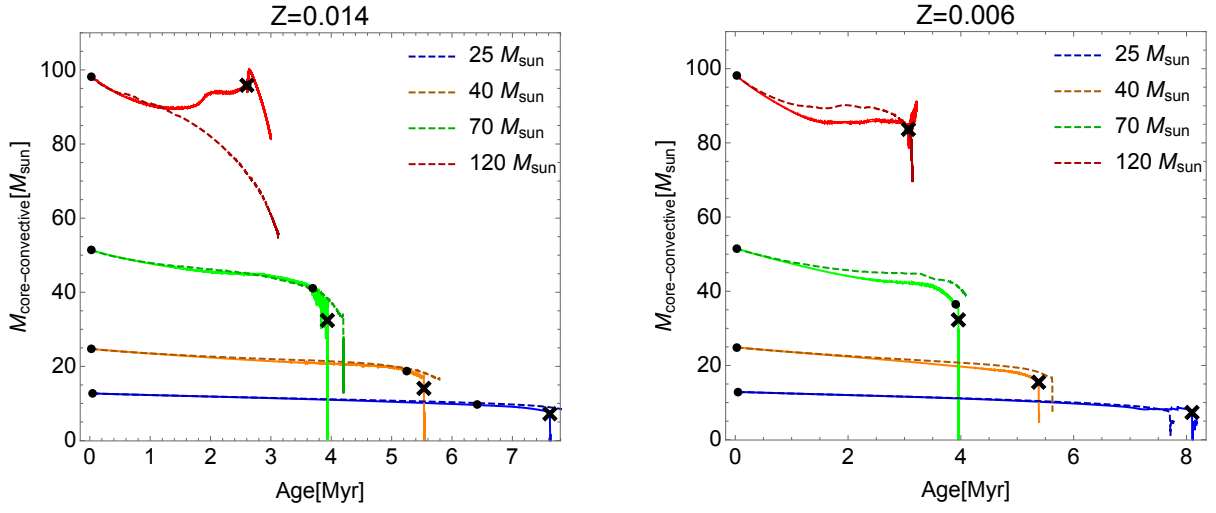 Z=0.014
M_core-convective[M_sun]
100
80
60
40
20
0
0 1 2 3 4 5 6 7
Age[Myr]
25 M_sun
40 M_sun
70 M_sun
120 M_sun
Z=0.006
M_core-convective[M_sun]
100
80
60
40
20
0
0 2 4 6 8
Age[Myr]
25 M_sun
40 M_sun
70 M_sun
120 M_sun